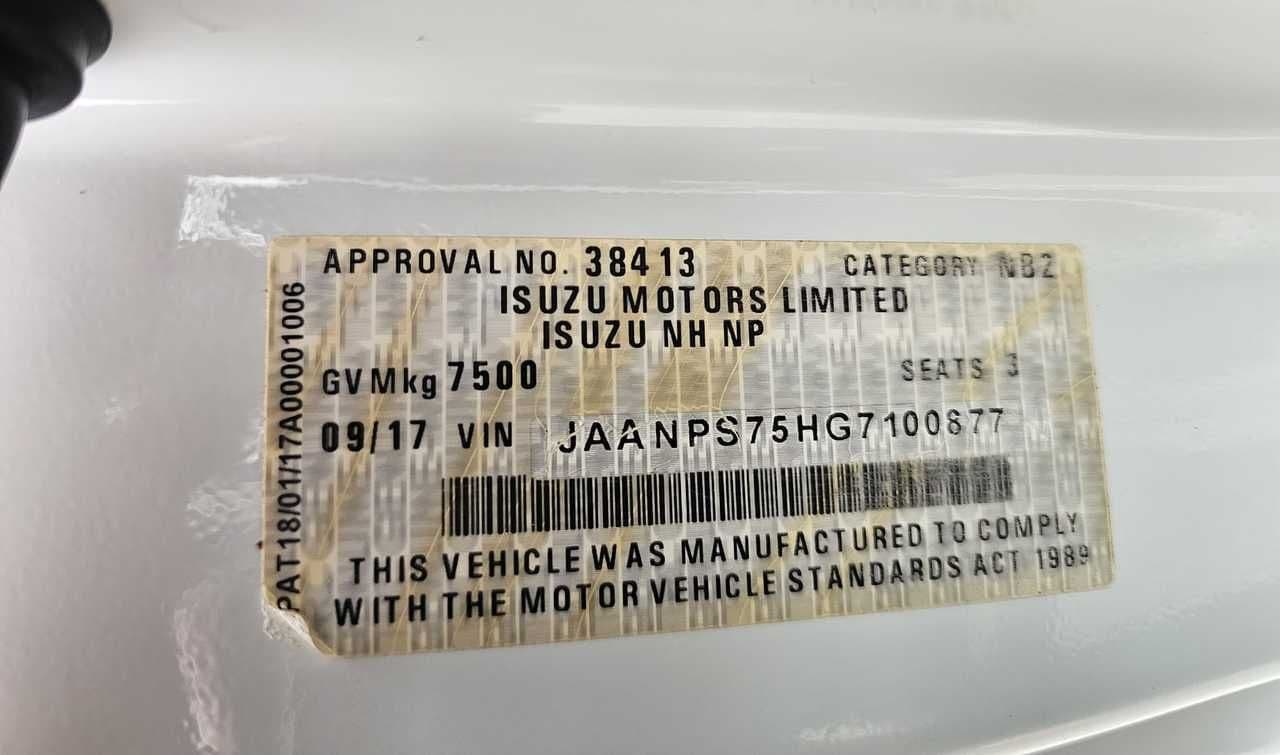 APPROVAL NO. 38413 CATEGORY NB2
ISUZU MOTORS LIMITED
ISUZU NH NP
GVMkg 7500 SEATS 3
09/17 VIN JAANPS75HG7100877
THIS VEHICLE WAS MANUFACTURED TO COMPLY
WITH THE MOTOR VEHICLE STANDARDS ACT 1989
PAT18/01/17A00001006